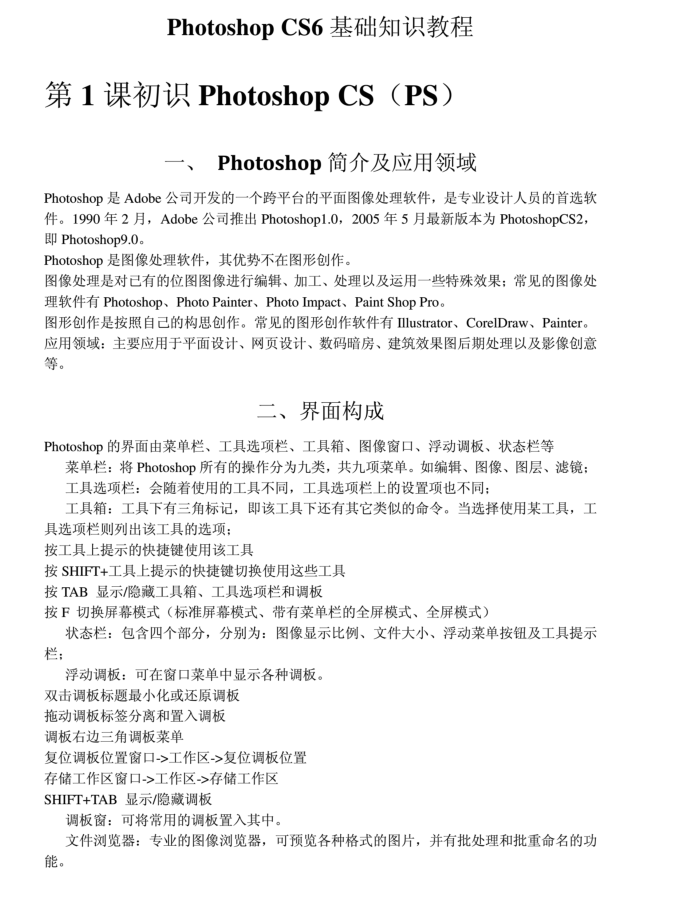 Photoshop CS6 基础知识教程
第 1 课初识 Photoshop CS（PS）
一、 Photoshop 简介及应用领域
Photoshop 是 Adobe 公司开发的一个跨平台的平面图像处理软件，是专业设计人员的首选软
件。1990 年 2 月，Adobe 公司推出 Photoshop1.0，2005 年 5 月最新版本为 PhotoshopCS2，
即 Photoshop9.0。
Photoshop 是图像处理软件，其优势不在图形创作。
图像处理是对已有的位图图像进行编辑、加工、处理以及运用一些特殊效果；常见的图像处
理软件有 Photoshop、Photo Painter、Photo Impact、Paint Shop Pro。
图形创作是按照自己的构思创作。常见的图形创作软件有 Illustrator、CorelDraw、Painter。
应用领域：主要应用于平面设计、网页设计、数码暗房、建筑效果图后期处理以及影像创意
等。
二、界面构成
Photoshop 的界面由菜单栏、工具选项栏、工具箱、图像窗口、浮动调板、状态栏等
菜单栏：将 Photoshop 所有的操作分为九类，共九项菜单。如编辑、图像、图层、滤镜；
工具选项栏：会随着使用的工具不同，工具选项栏上的设置项也不同；
工具箱：工具下有三角标记，即该工具下还有其它类似的命令。当选择使用某工具，工
具选项栏则列出该工具的选项；
按工具上提示的快捷键使用该工具
按 SHIFT+工具上提示的快捷键切换使用这些工具
按 TAB 显示/隐藏工具箱、工具选项栏和调板
按 F 切换屏幕模式（标准屏幕模式、带有菜单栏的全屏模式、全屏模式）
状态栏：包含四个部分，分别为：图像显示比例、文件大小、浮动菜单按钮及工具提示
栏；
浮动调板：可在窗口菜单中显示各种调板。
双击调板标题最小化或还原调板
拖动调板标签分离和置入调板
调板右边三角调板菜单
复位调板位置窗口->工作区->复位调板位置
存储工作区窗口->工作区->存储工作区
SHIFT+TAB 显示/隐藏调板
调板窗：可将常用的调板置入其中。
文件浏览器：专业的图像浏览器，可预览各种格式的图片，并有批处理和批重命名的功
能。